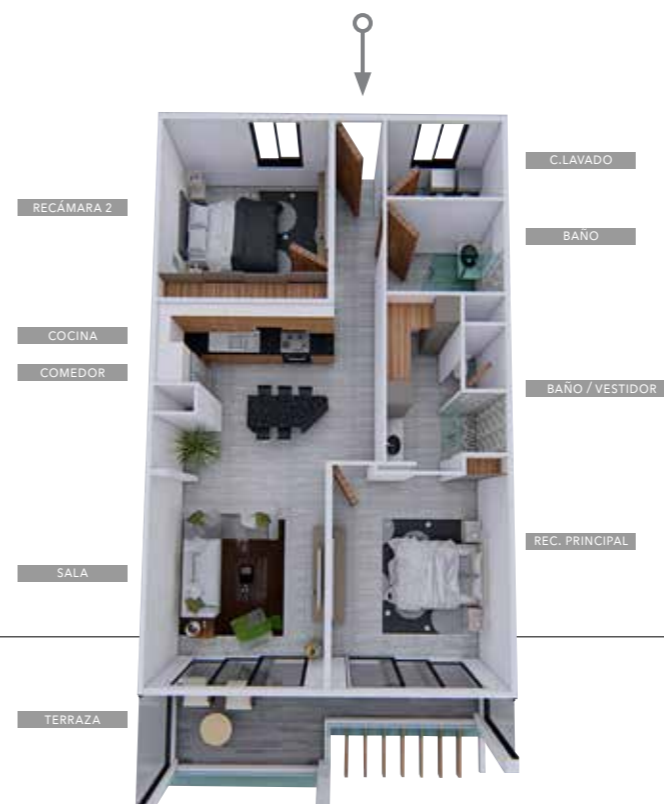 RECÁMARA 2
COCINA
COMEDOR
SALA
TERRAZA
C.LAVADO
BAÑO
BAÑO / VESTIDOR
REC. PRINCIPAL